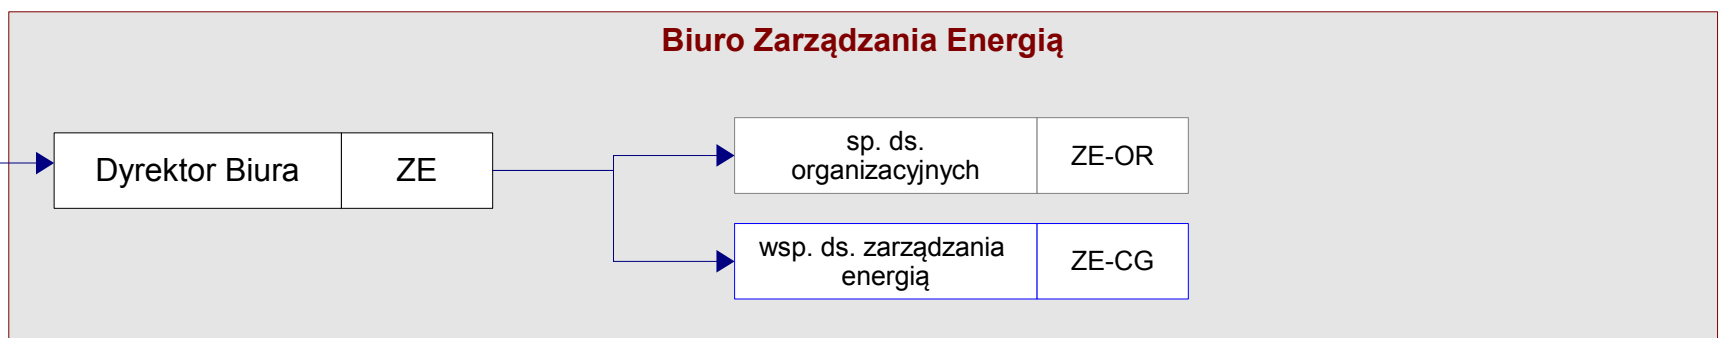 Biuro Zarządzania Energią
Dyrektor Biura
ZE
sp. ds.
organizacyjnych
ZE-OR
wsp. ds. zarządzania
energią
ZE-CG